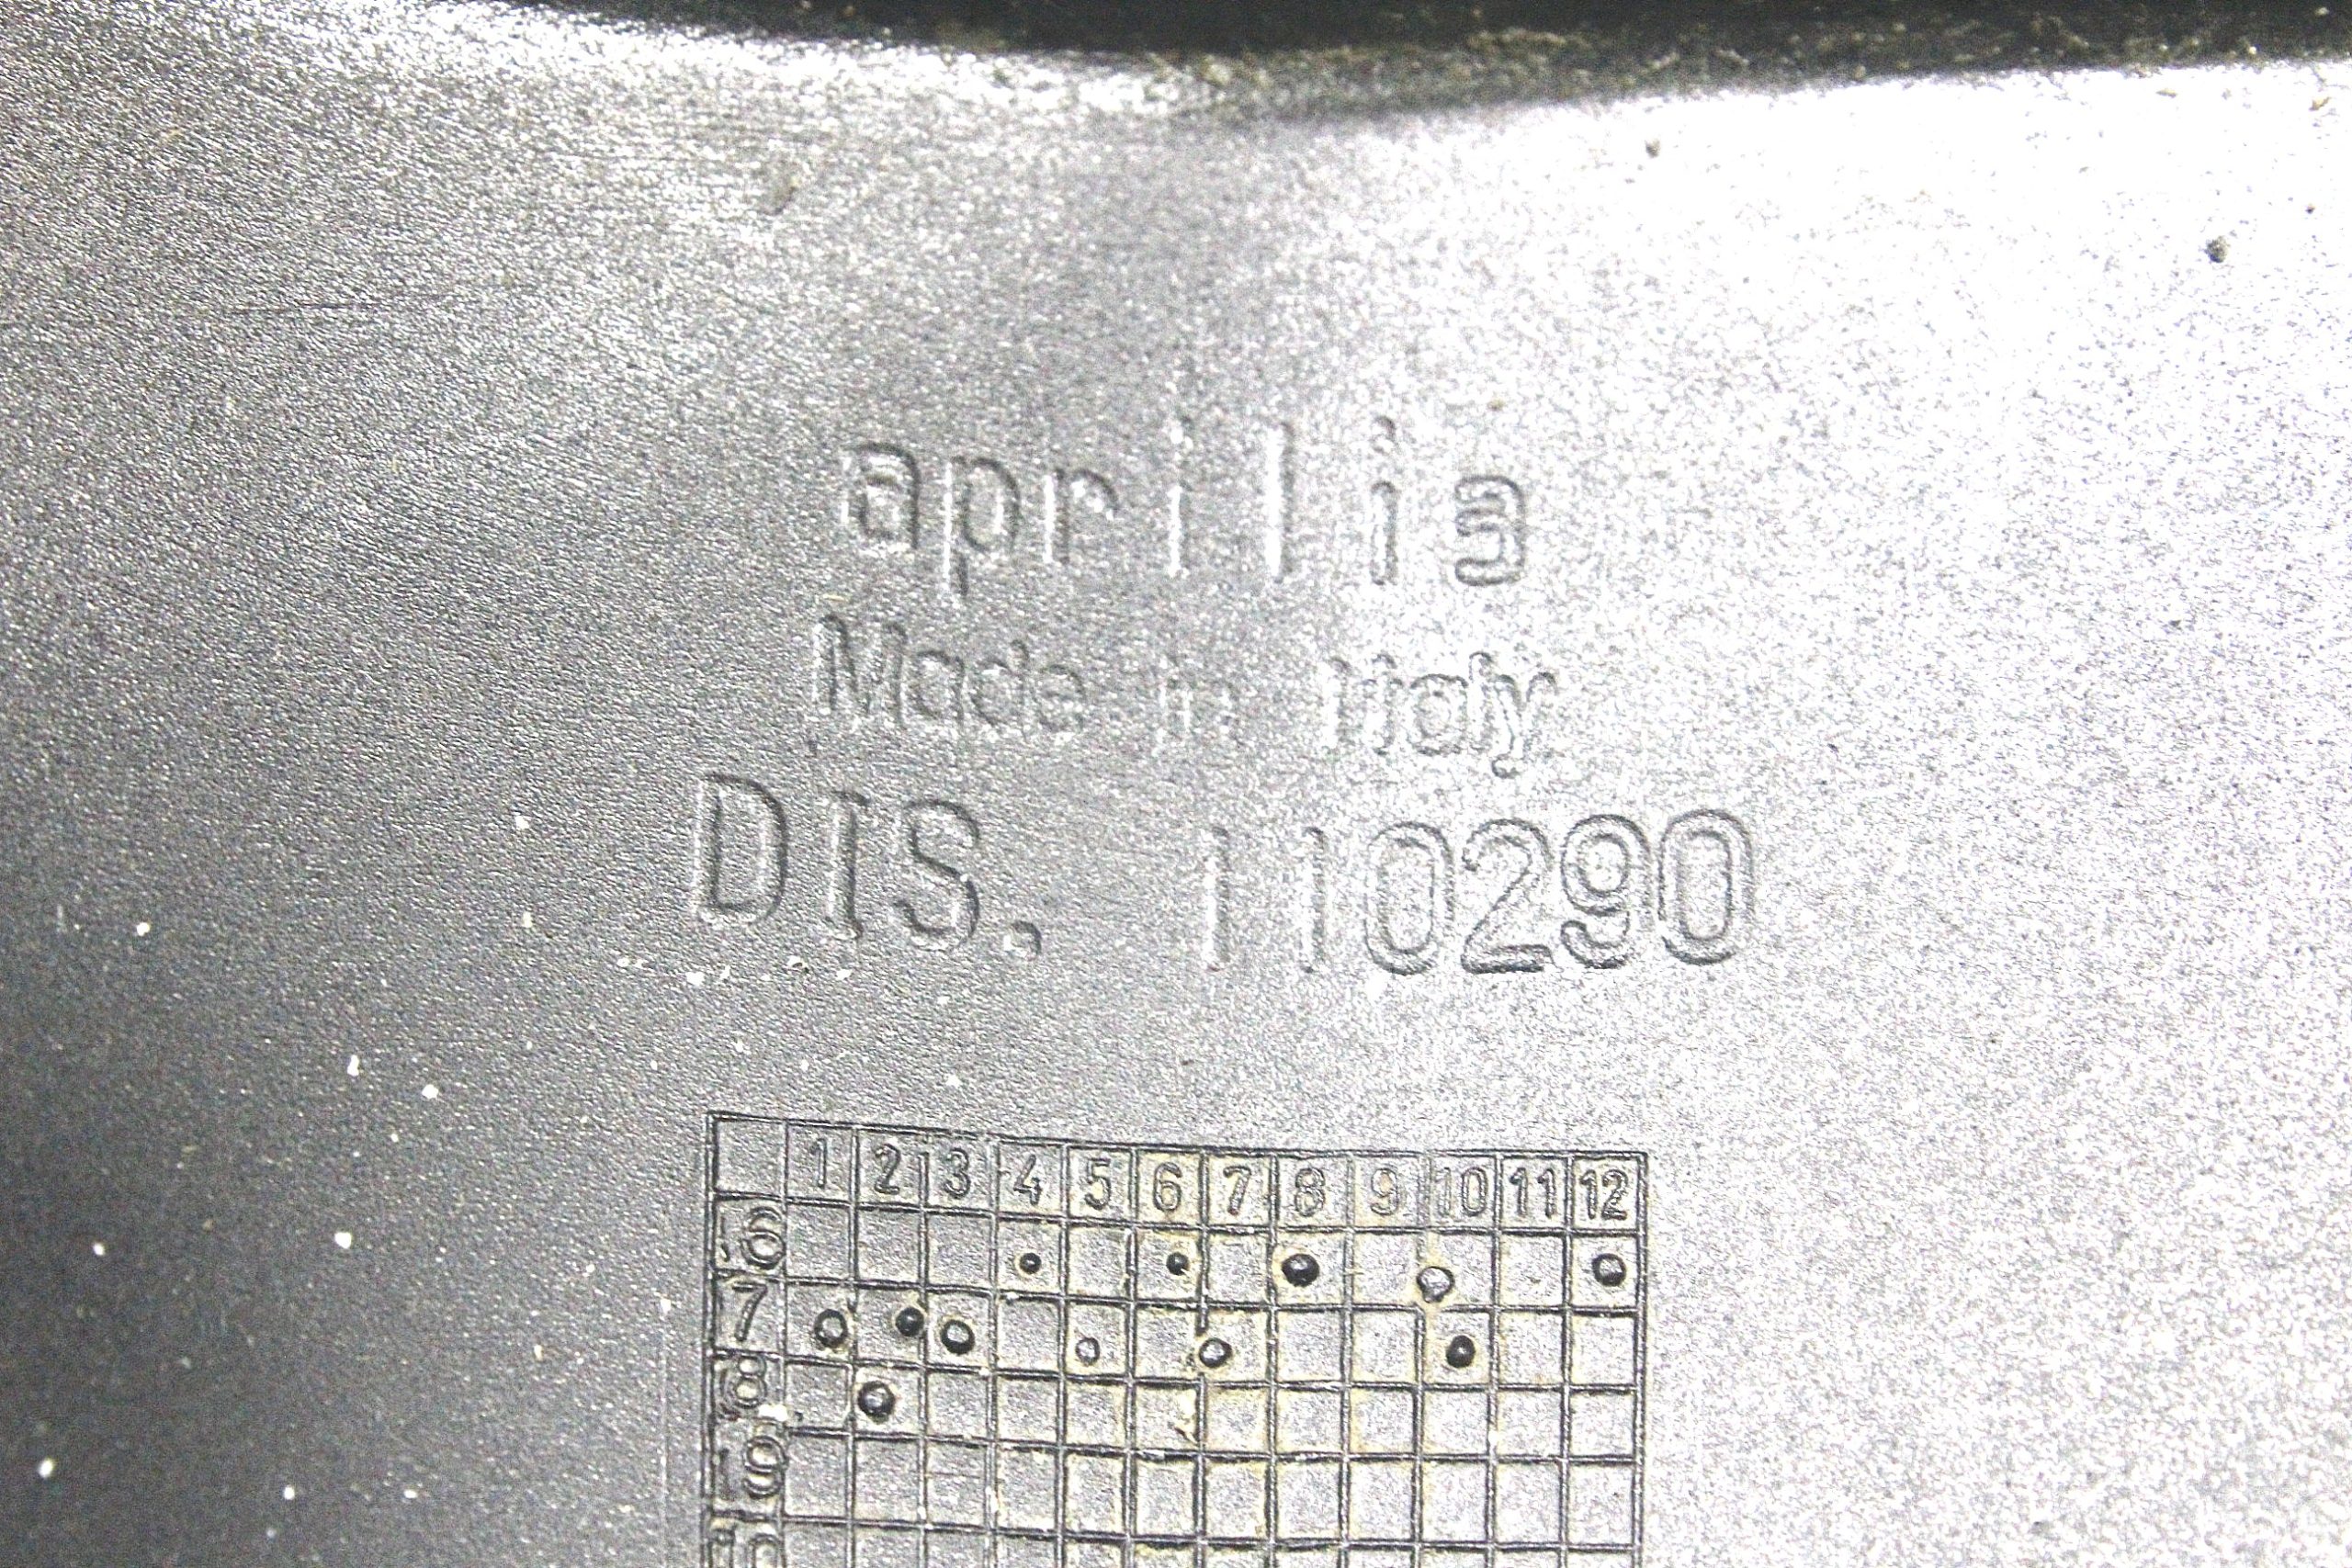 aprilia
Made in Italy
DIS. 110290
1 2 3 4 5 6 7 8 9 10 11 12
6
7
8
9